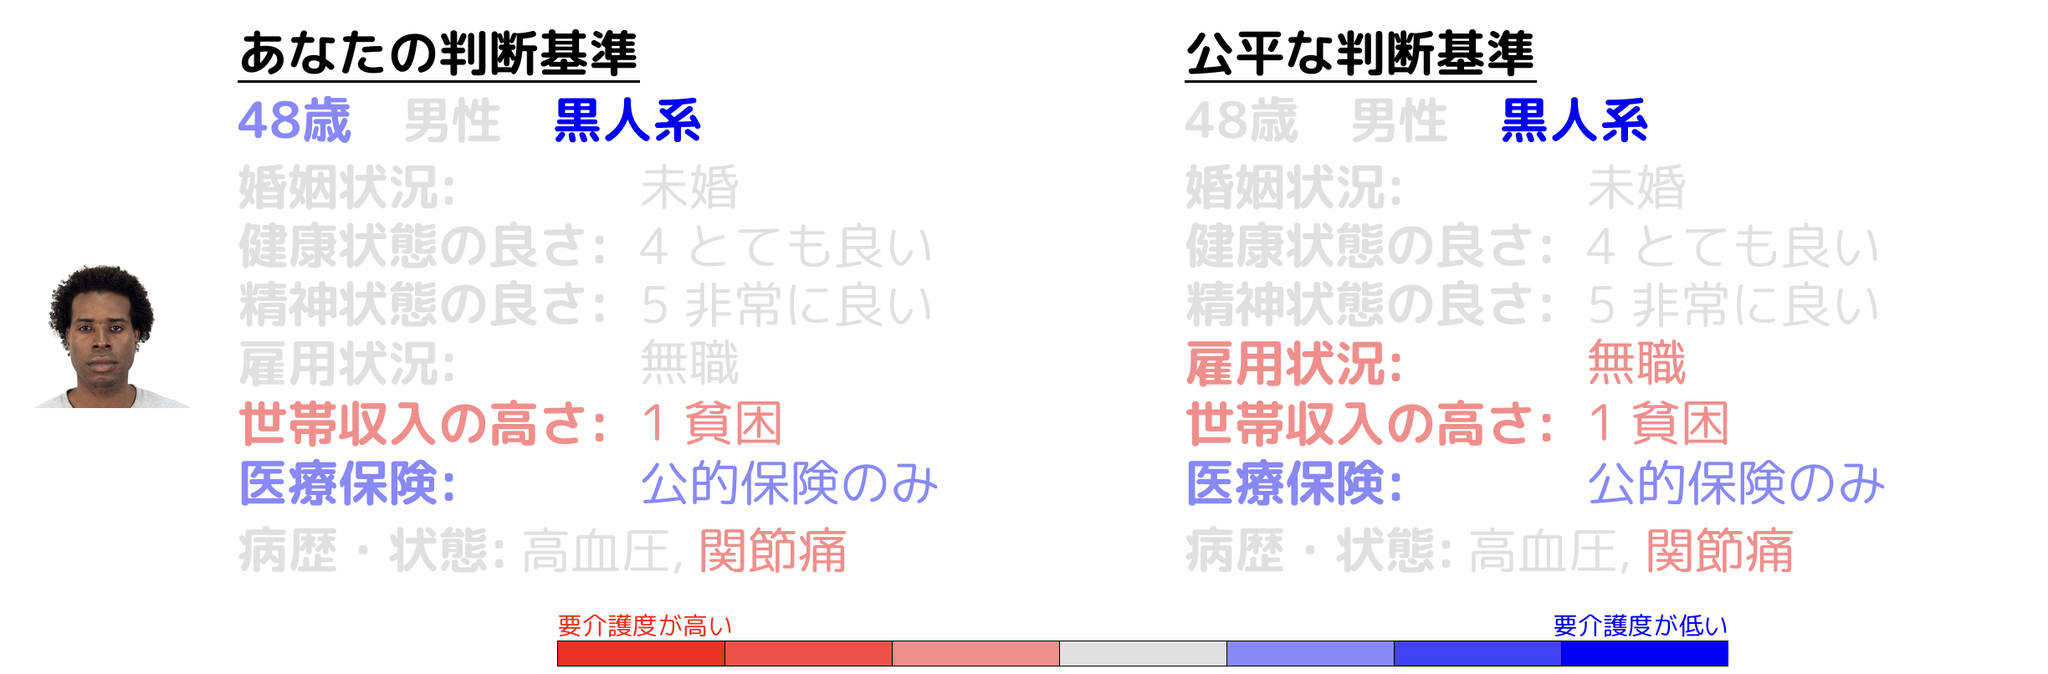 あなたの判断基準
48歳 男性 黒人系
婚姻状況: 未婚
健康状態の良さ: 4 とても良い
精神状態の良さ: 5 非常に良い
雇用状況: 無職
世帯収入の高さ: 1 貧困
医療保険: 公的保険のみ
病歴・状態: 高血圧, 関節痛
公平な判断基準
48歳 男性 黒人系
婚姻状況: 未婚
健康状態の良さ: 4 とても良い
精神状態の良さ: 5 非常に良い
雇用状況: 無職
世帯収入の高さ: 1 貧困
医療保険: 公的保険のみ
病歴・状態: 高血圧, 関節痛
要介護度が高い
要介護度が低い